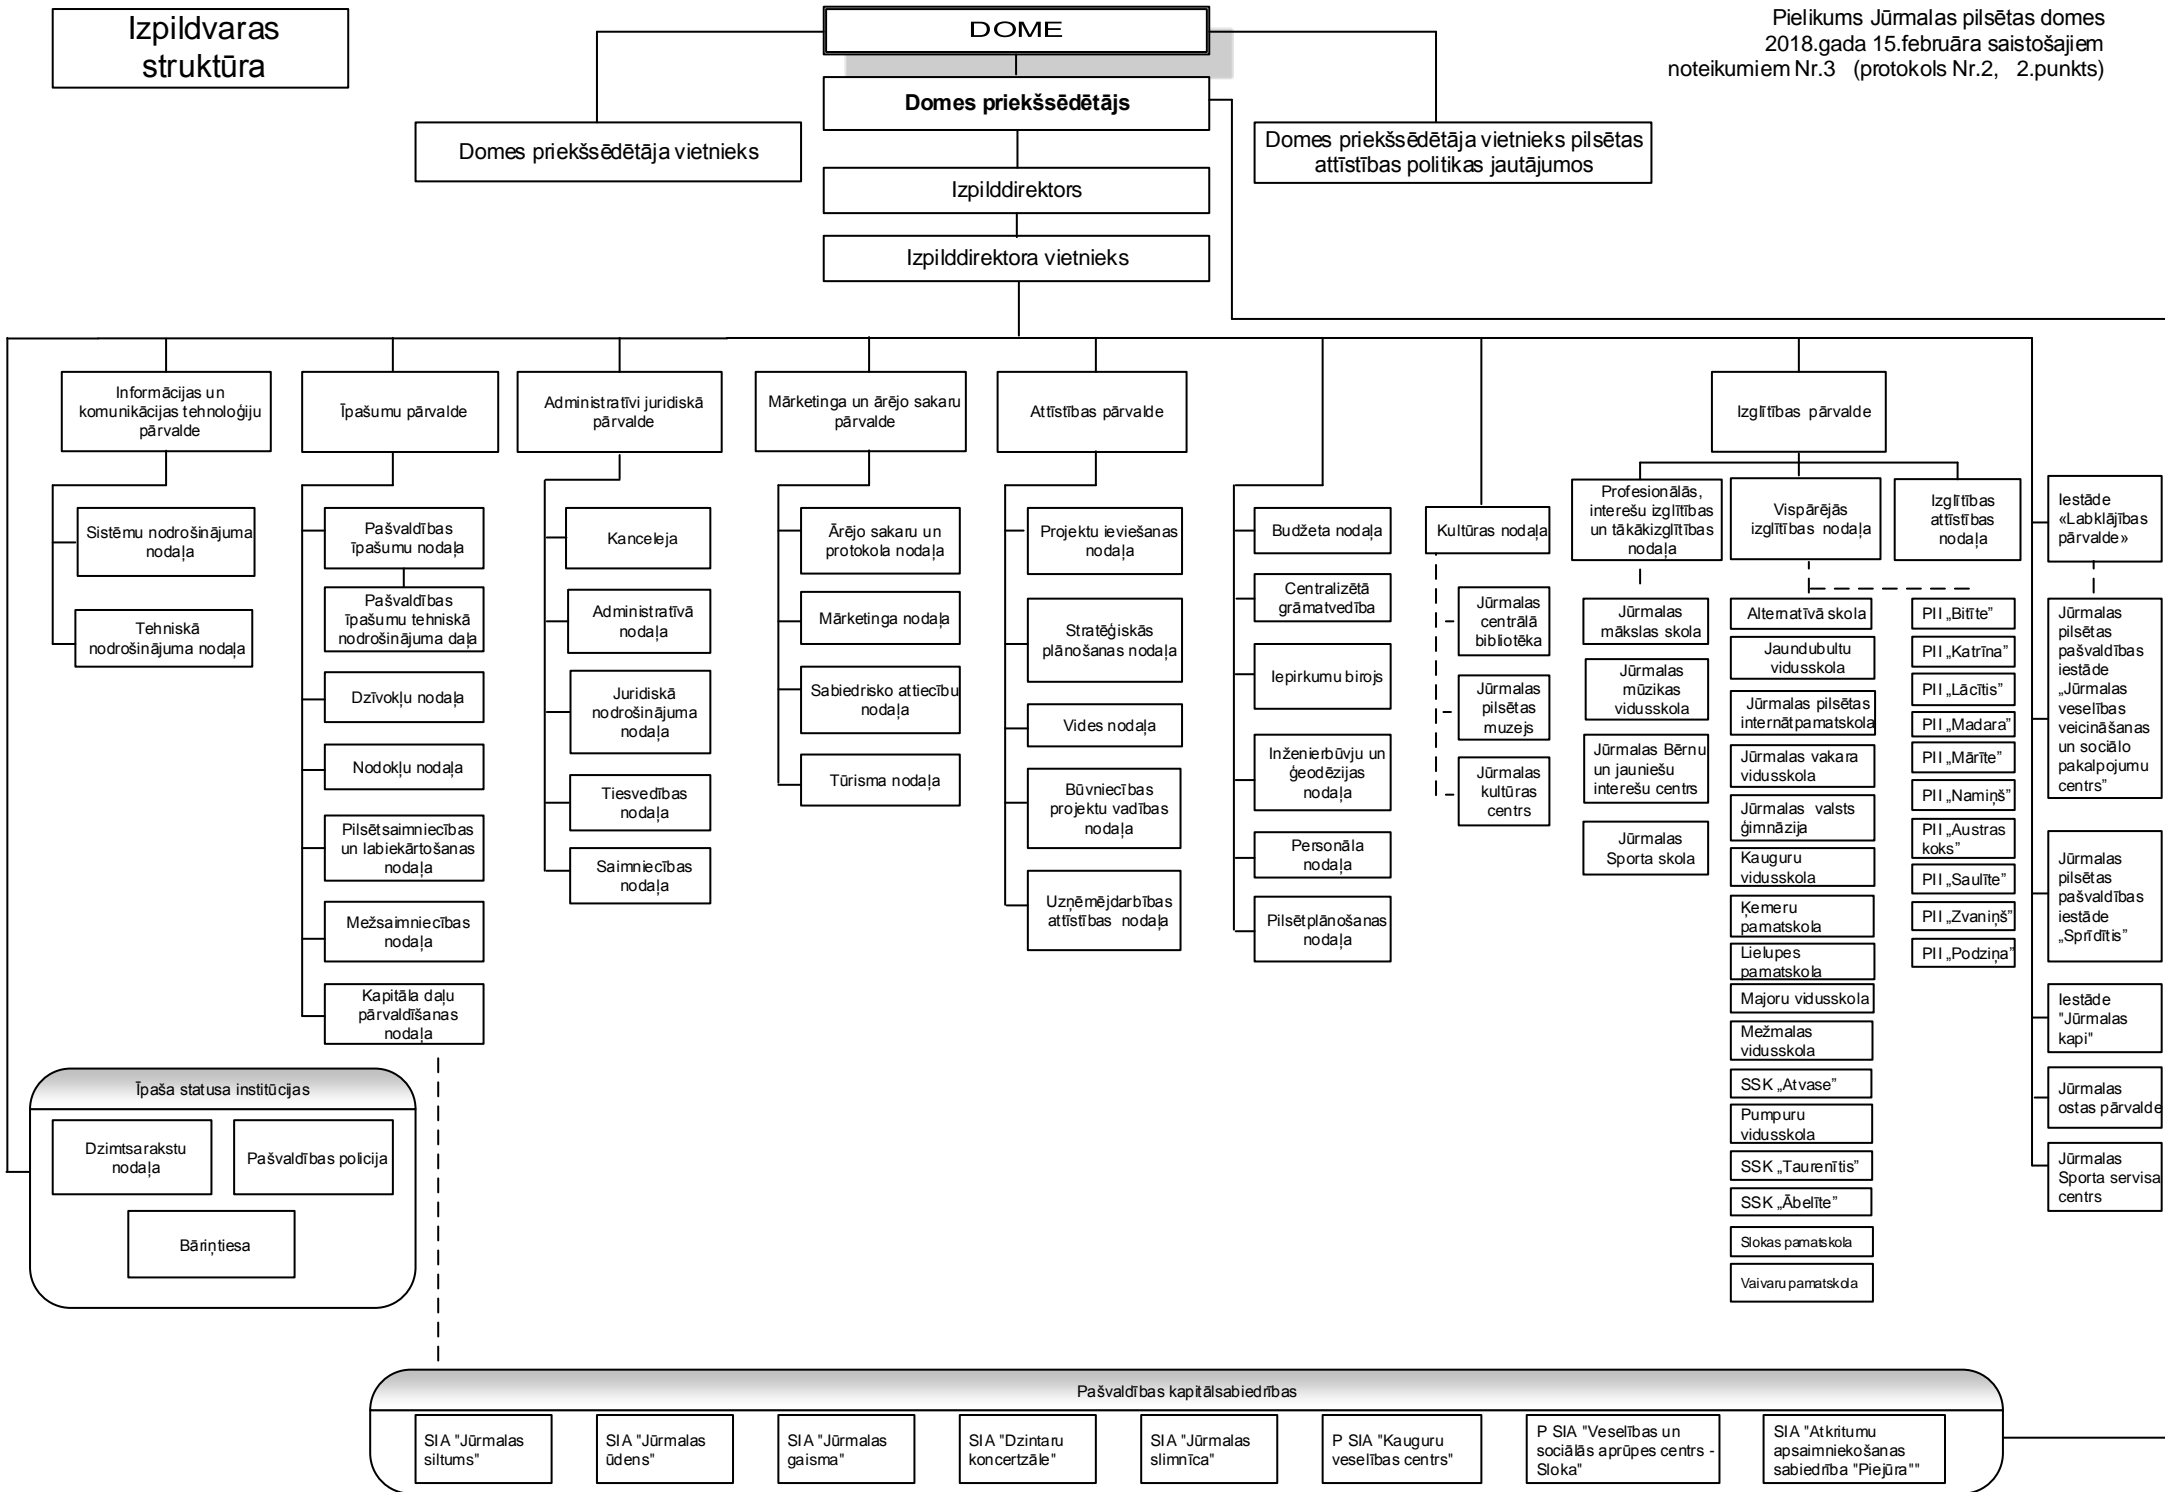 Izpildvaras
struktūra
DOME
Pielikums Jūrmalas pilsētas domes
2018.gada 15.februāra saistošajiem
noteikumiem Nr.3 (protokols Nr.2, 2.punkts)
Domes priekšsēdētājs
Domes priekšsēdētāja vietnieks
Domes priekšsēdētāja vietnieks pilsētas
attīstības politikas jautājumos
Izpilddirektors
Izpilddirektora vietnieks
Informācijas un
komunikācijas tehnoloģiju
pārvalde
Sistēmu nodrošinājuma
nodaļa
Tehniskā
nodrošinājuma nodaļa
Īpašumu pārvalde
Pašvaldības
īpašumu nodaļa
Pašvaldības
īpašumu tehniskā
nodrošinājuma daļa
Dzīvokļu nodaļa
Nodokļu nodaļa
Pilsētsaimniecības
un labiekārtošanas
nodaļa
Mežsaimniecības
nodaļa
Kapitāla daļu
pārvaldīšanas
nodaļa
Administratīvi juridiskā
pārvalde
Kanceleja
Administratīvā
nodaļa
Juridiskā
nodrošinājuma
nodaļa
Tiesvedības
nodaļa
Saimniecības
nodaļa
Mārketinga un ārējo sakaru
pārvalde
Ārējo sakaru un
protokola nodaļa
Mārketinga nodaļa
Sabiedrisko attiecību
nodaļa
Tūrisma nodaļa
Attīstības pārvalde
Projektu ieviešanas
nodaļa
Stratēģiskās
plānošanas nodaļa
Vides nodaļa
Būvniecības
projektu vadības
nodaļa
Uzņēmējdarbības
attīstības nodaļa
Budžeta nodaļa
Centralizētā
grāmatvedība
Iepirkumu birojs
Inženierbūvju un
ģeodēzijas
nodaļa
Personāla
nodaļa
Pilsētplānošanas
nodaļa
Kultūras nodaļa
Jūrmalas
centrālā
bibliotēka
Jūrmalas
pilsētas
muzejs
Jūrmalas
kultūras
centrs
Izglītības pārvalde
Profesionālās,
interešu izglītības
un tālākizglītības
nodaļa
Jūrmalas
mākslas skola
Jūrmalas
mūzikas
vidusskola
Jūrmalas Bērnu
un jauniešu
interešu centrs
Jūrmalas
Sporta skola
Vispārējās
izglītības nodaļa
Alternatīvā skola
Jaundubultu
vidusskola
Jūrmalas pilsētas
internātpamatskola
Jūrmalas vakara
vidusskola
Jūrmalas valsts
ģimnāzija
Kauguru
vidusskola
Ķemeru
pamatskola
Lielupes
pamatskola
Majoru vidusskola
Mežmalas
vidusskola
SSK „Atvase”
Pumpuru
vidusskola
SSK „Taurenītis”
SSK „Ābelīte”
Slokas pamatskola
Vaivaru pamatskola
Izglītības
attīstības
nodaļa
PII „Bitīte”
PII „Katrīna”
PII „Lācītis”
PII „Madara”
PII „Mārīte”
PII „Namiņš”
PII „Austras
koks”
PII „Saulīte”
PII „Zvaniņš”
PII „Podziņa”
Iestāde
«Labklājības
pārvalde»
Jūrmalas
pilsētas
pašvaldības
iestāde
„Jūrmalas
veselības
veicināšanas
un sociālo
pakalpojumu
centrs”
Jūrmalas
pilsētas
pašvaldības
iestāde
„Sprīdītis”
Iestāde
"Jūrmalas
kapi"
Jūrmalas
ostas pārvalde
Jūrmalas
Sporta servisa
centrs
Īpaša statusa institūcijas
Dzimtsarakstu
nodaļa
Pašvaldības policija
Bāriņtiesa
Pašvaldības kapitālsabiedrības
SIA "Jūrmalas
siltums"
SIA "Jūrmalas
ūdens"
SIA "Jūrmalas
gaisma"
SIA "Dzintaru
koncertzāle"
SIA "Jūrmalas
slimnīca"
P SIA "Kauguru
veselības centrs"
P SIA "Veselības un
sociālās aprūpes centrs -
Sloka"
SIA "Atkritumu
apsaimniekošanas
sabiedrība "Piejūra""